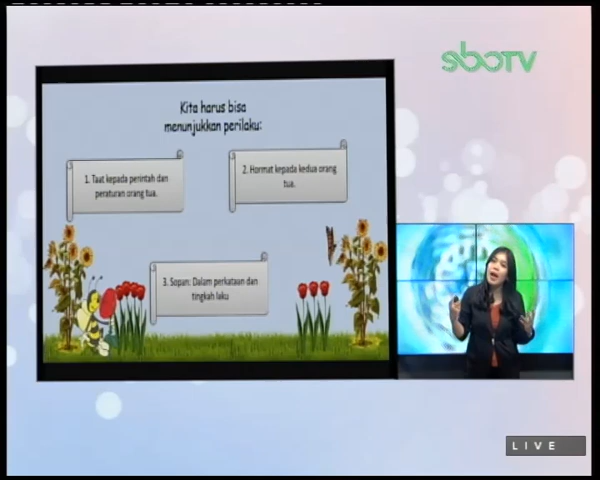 sboTV
Kita harus bisa
menunjukkan perilaku:
1. Taat kepada perintah dan
peraturan orang tua.
2. Hormat kepada kedua orang
tua.
3. Sopan: Dalam perkataan dan
tingkah laku
LIVE